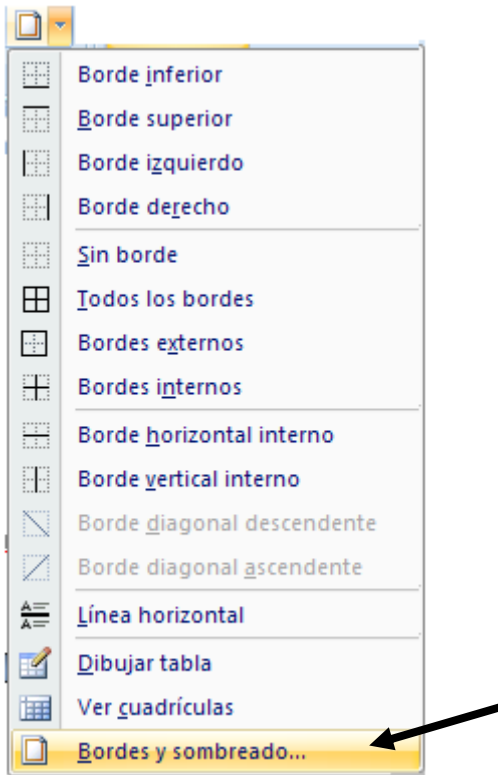 Borde inferior
Borde superior
Borde izquierdo
Borde derecho
Sin borde
Todos los bordes
Bordes externos
Bordes internos
Borde horizontal interno
Borde vertical interno
Borde diagonal descendente
Borde diagonal ascendente
Línea horizontal
Dibujar tabla
Ver cuadrículas
Bordes y sombreado...